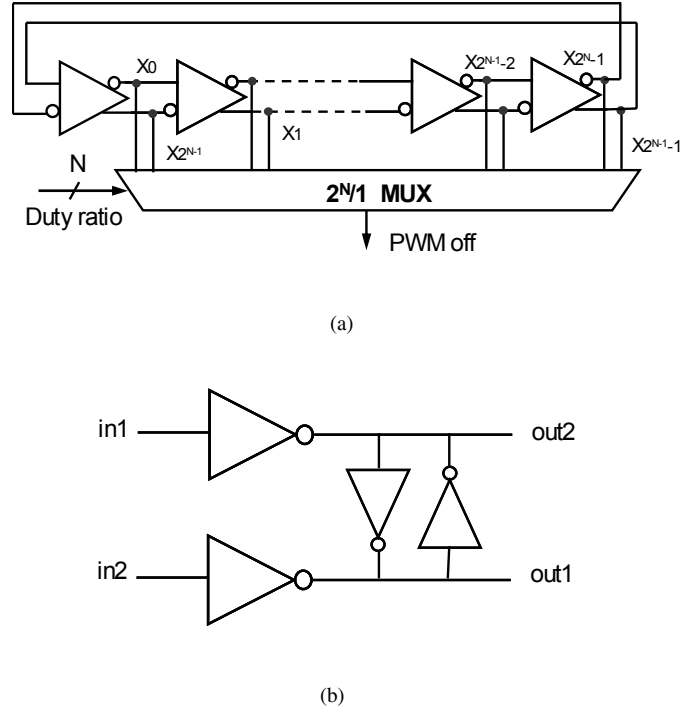 X0
X2N-1
X1
X2N-1-2
X2N-1
X2N-1-1
N
Duty ratio
2N/1 MUX
PWM off
(a)
in1
out2
in2
out1
(b)